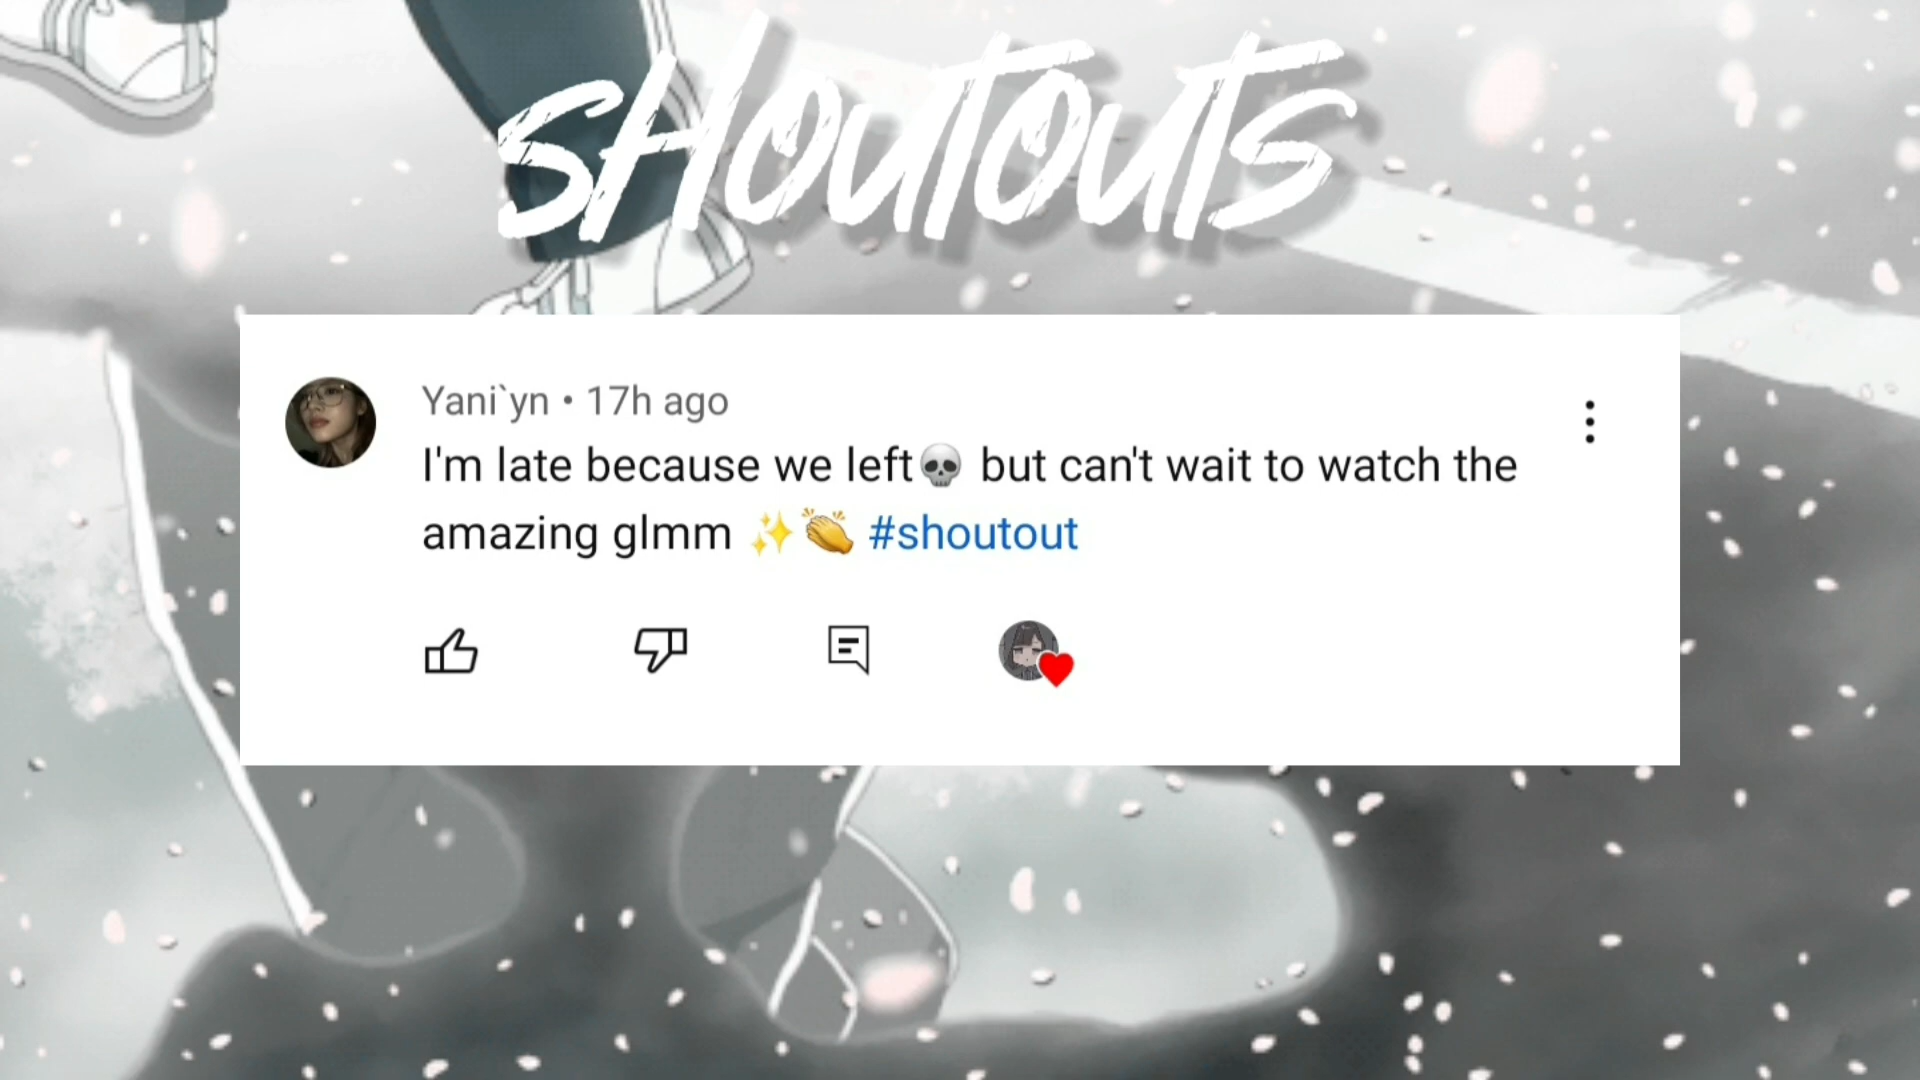 sHoutouts
Yani`yn • 17h ago
I'm late because we left💀 but can't wait to watch the
amazing glmm ✨👏 #shoutout